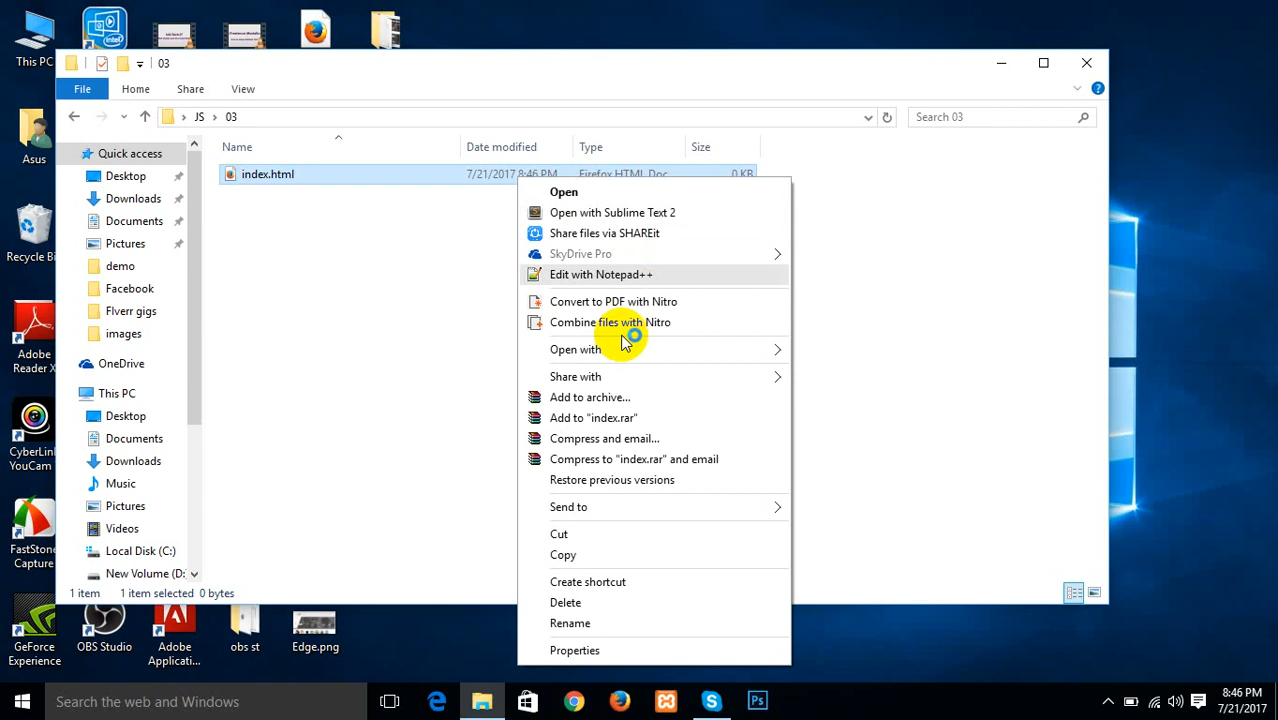 This PC
03
File
Home
Share
View
JS
03
Search 03
Name
Date modified
Type
Size
index.html
7/21/2017 8:46 PM
Firefox HTML Doc
0 KB
Asus
Recycle Bi
Adobe
Reader X
CyberLink
YouCam
FastStone
Capture
GeForce
Experience
Quick access
Desktop
Downloads
Documents
Pictures
demo
Facebook
Flverr gigs
images
OneDrive
This PC
Desktop
Documents
Downloads
Music
Pictures
Videos
Local Disk (C:)
New Volume (D:
Open
Open with Sublime Text 2
Share files via SHAREit
SkyDrive Pro
Edit with Notepad++
Convert to PDF with Nitro
Combine files with Nitro
Open with
Share with
Add to archive...
Add to "index.rar"
Compress and email...
Compress to "index.rar" and email
Restore previous versions
Send to
Cut
Copy
Create shortcut
Delete
Rename
Properties
1 item
1 item selected
0 bytes
OBS Studio
Adobe
Applicati...
obs st
Edge.png
Search the web and Windows
8:46 PM
7/21/2017